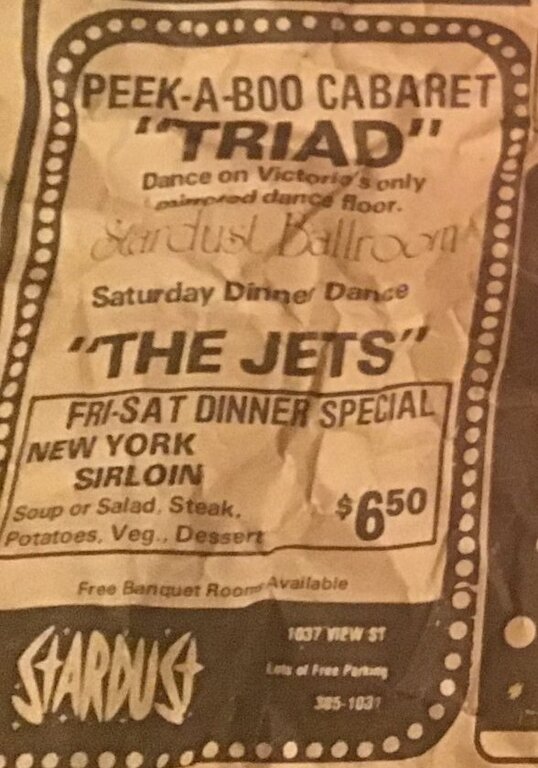 PEEK-A-BOO CABARET
"TRIAD"
Dance on Victoria's only
mirrored dance floor.
Stardust Ballroom
Saturday Dinner Dance
"THE JETS"
FRI-SAT DINNER SPECIAL
NEW YORK
SIRLOIN
Soup or Salad, Steak,
Potatoes, Veg., Dessert
$6.50
Free Banquet Room Available
STARDUST
1037 VIEW ST
Lots of Free Parking
385-1031